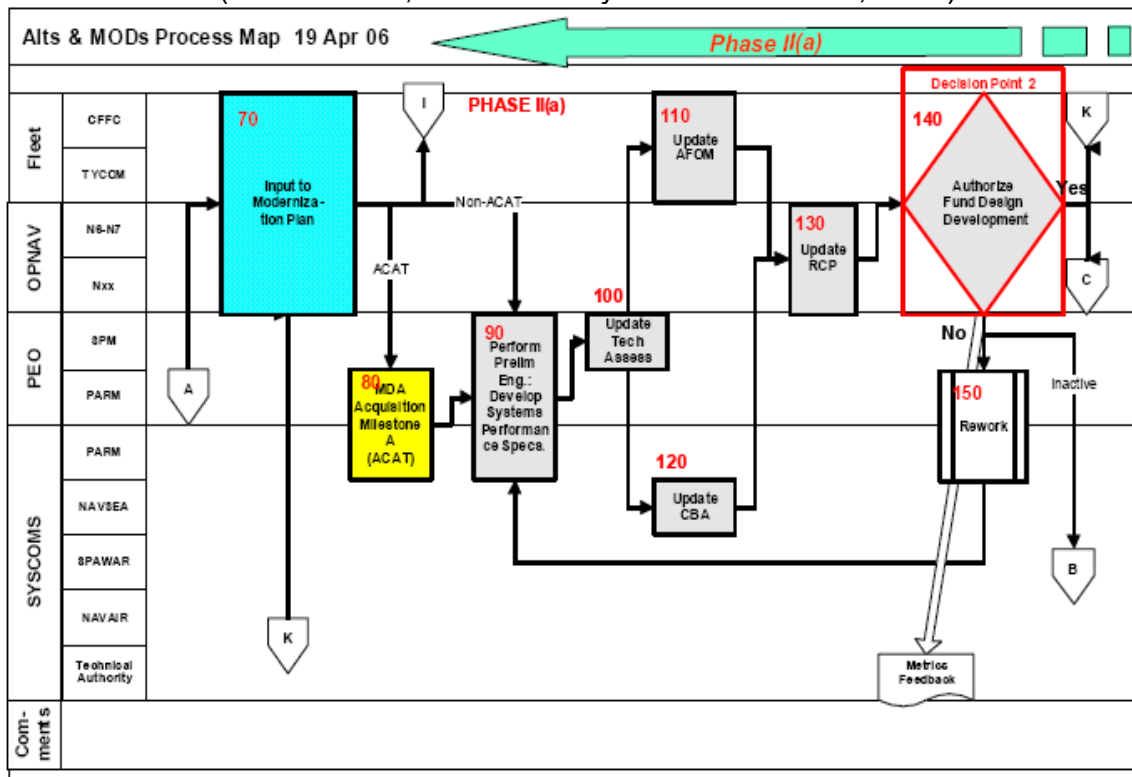 Alts & MODs Process Map 19 Apr 06
Phase II(a)
Decision Point 2
Fleet
CFFC
TYCOM
OPNAV
N6-N7
Nxx
PEO
SPM
PARM
SYSCOMS
PARM
NAVSEA
SPAWAR
NAVAIR
Technical
Authority
Com-
ments
PHASE II(a)
70
Input to
Moderniza-
tion Plan
I
A
K
Non-ACAT
ACAT
80
MDA
Acquisition
Milestone
A
(ACAT)
90
Perform
Prelim
Eng.:
Develop
Systems
Performan
ce Specs.
100
Update
Tech
Assess
110
Update
AFOM
120
Update
CBA
130
Update
RCP
140
Authorize
Fund Design
Development
Yes
K
C
No
150
Rework
Inactive
B
Metrics
Feedback